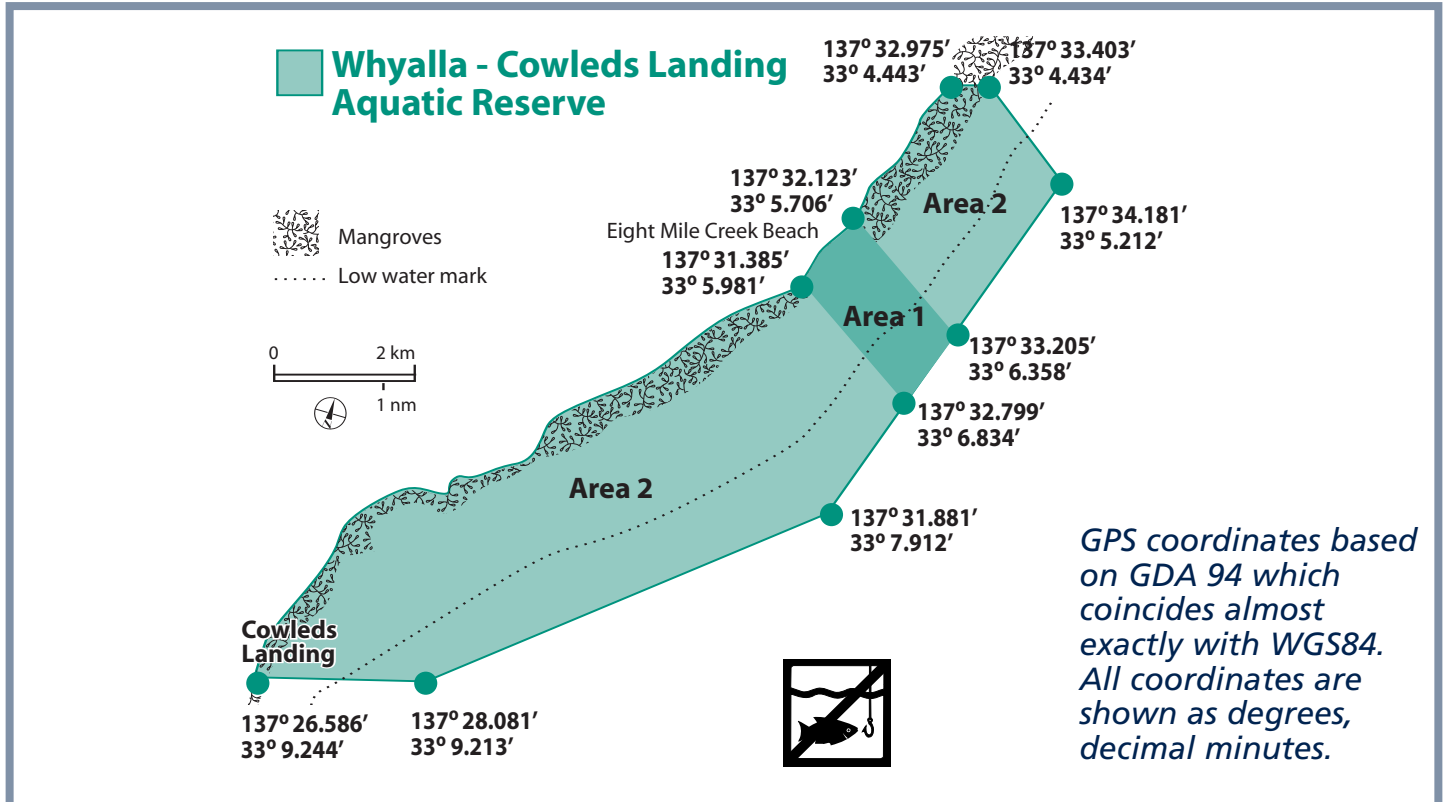 Whyalla - Cowleds Landing
Aquatic Reserve
137º 32.975’
33º 4.443’
137º 33.403’
33º 4.434’
137º 32.123’
33º 5.706’
Area 2
137º 34.181’
33º 5.212’
Mangroves
Low water mark
Eight Mile Creek Beach
137º 31.385’
33º 5.981’
Area 1
0 2 km
1 nm
137º 33.205’
33º 6.358’
137º 32.799’
33º 6.834’
Area 2
137º 31.881’
33º 7.912’
Cowleds
Landing
137º 26.586’
33º 9.244’
137º 28.081’
33º 9.213’
GPS coordinates based
on GDA 94 which
coincides almost
exactly with WGS84.
All coordinates are
shown as degrees,
decimal minutes.